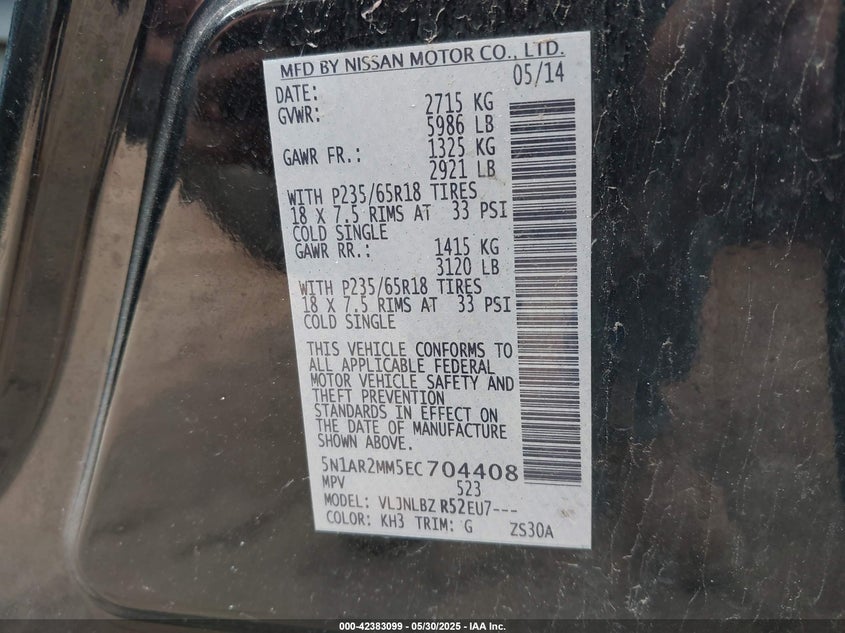 MFD BY NISSAN MOTOR CO., LTD.
DATE: 05/14
GVWR: 2715 KG
5986 LB
GAWR FR.: 1325 KG
2921 LB
WITH P235/65R18 TIRES
18 X 7.5 RIMS AT 33 PSI
COLD SINGLE
GAWR RR.: 1415 KG
3120 LB
WITH P235/65R18 TIRES
18 X 7.5 RIMS AT 33 PSI
COLD SINGLE
THIS VEHICLE CONFORMS TO
ALL APPLICABLE FEDERAL
MOTOR VEHICLE SAFETY AND
THEFT PREVENTION
STANDARDS IN EFFECT ON
THE DATE OF MANUFACTURE
SHOWN ABOVE.
5N1AR2MM5EC704408
MPV 523
MODEL: VLJNLBZ R52EU7---
COLOR: KH3 TRIM: G ZS30A
000-42383099 - 05/30/2025 - IAA Inc.